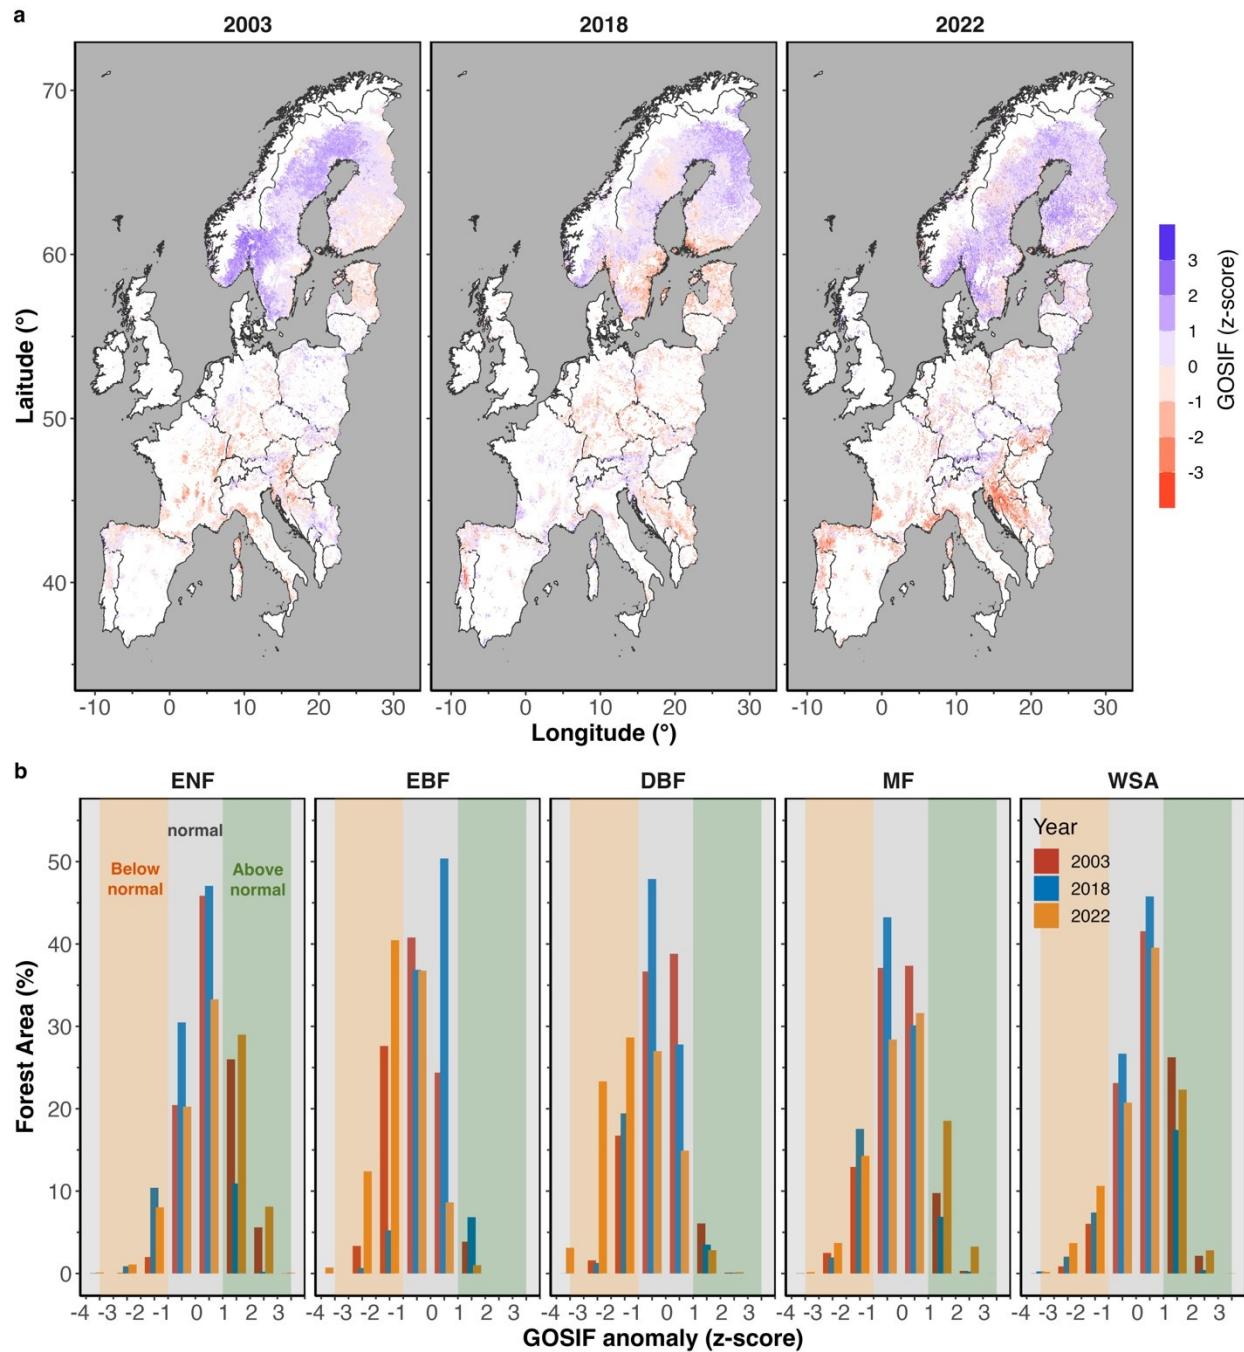 a
2003 2018 2022
70
60
50
40
Laitude (°)
-10 0 10 20 30 -10 0 10 20 30 -10 0 10 20 30
Longitude (°)
3
2
1
0
-1
-2
-3
GOSIF (z-score)
b
ENF EBF DBF MF WSA
normal
Below
normal
Above
normal
Year
2003
2018
2022
50
40
30
20
10
0
Forest Area (%)
-4 -3 -2 -1 0 1 2 3 -4 -3 -2 -1 0 1 2 3 -4 -3 -2 -1 0 1 2 3 -4 -3 -2 -1 0 1 2 3 -4 -3 -2 -1 0 1 2 3
GOSIF anomaly (z-score)